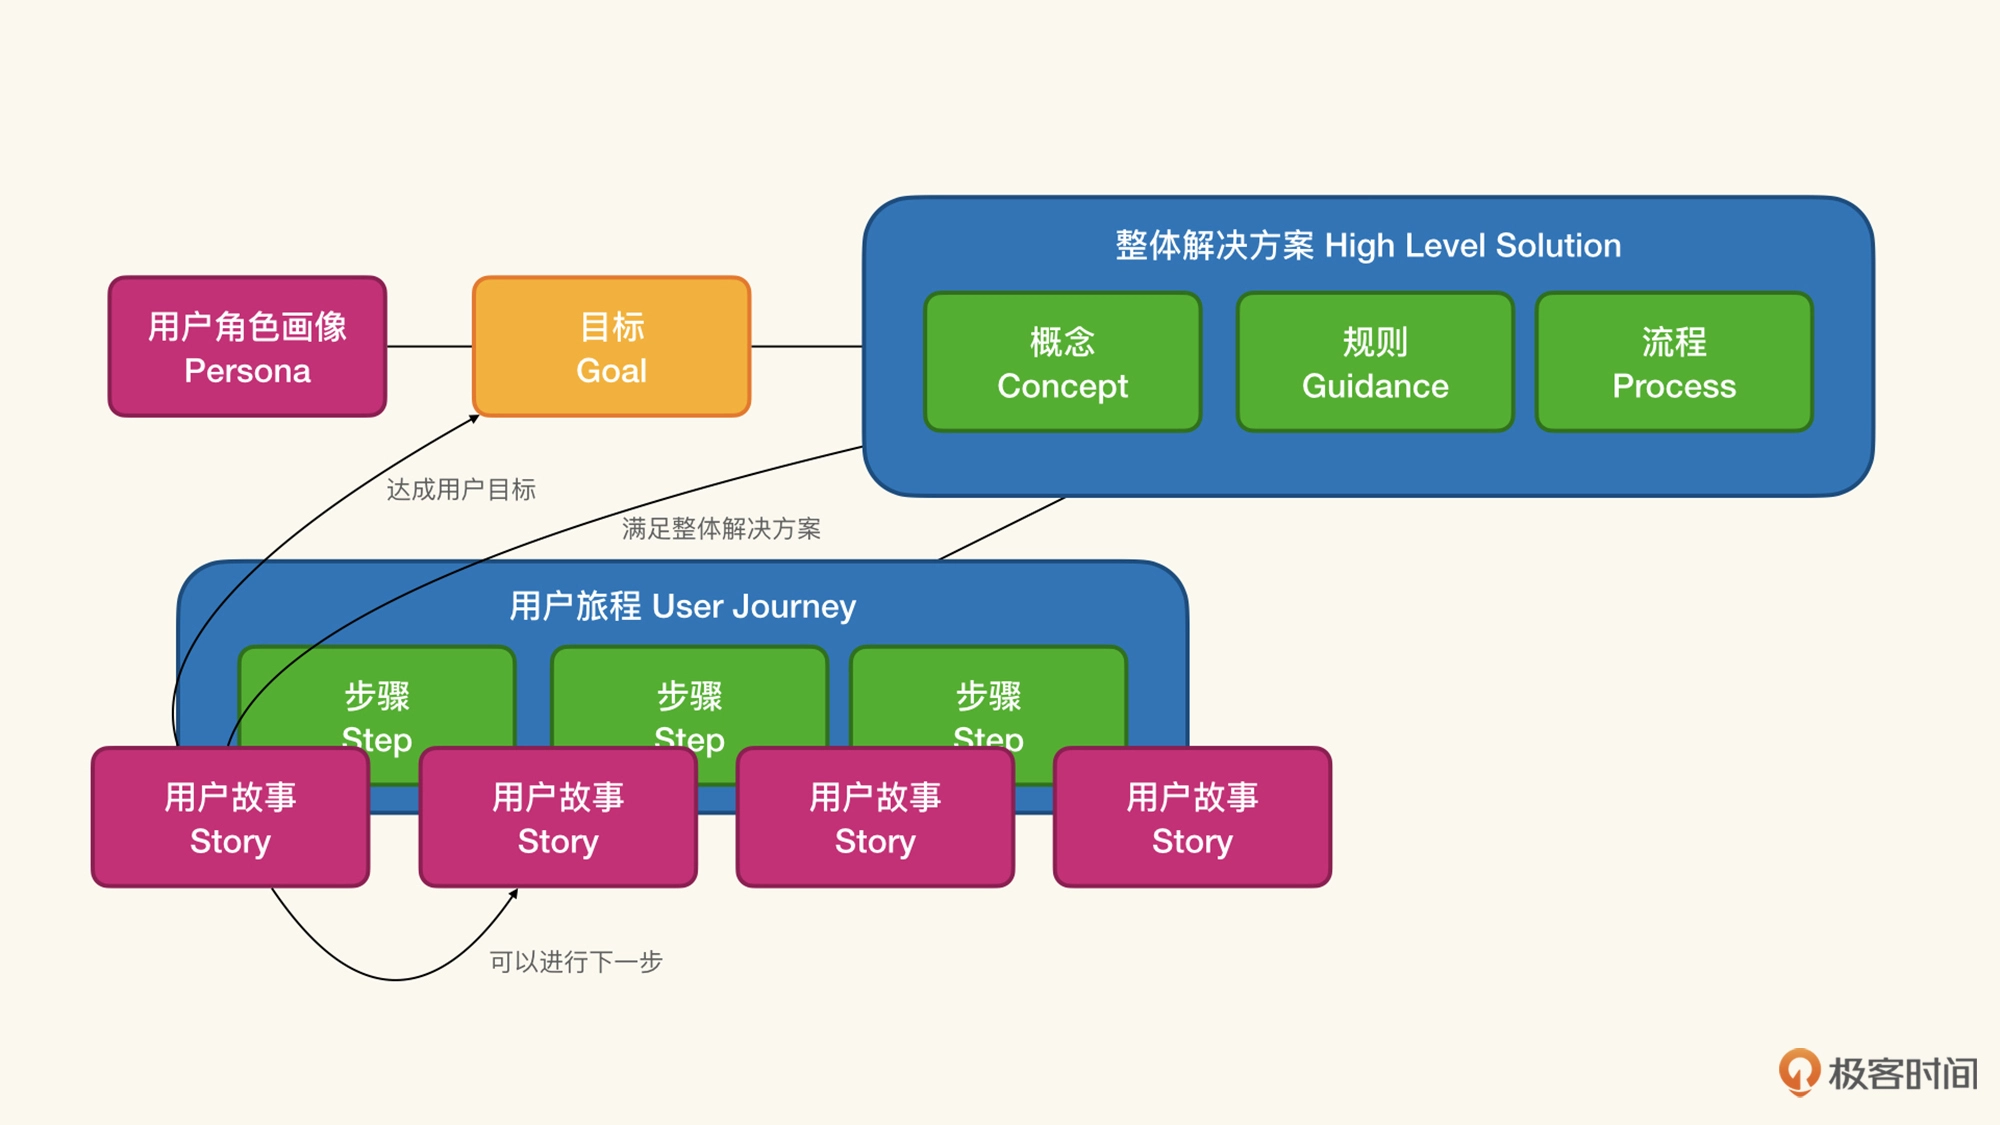 整体解决方案 High Level Solution
用户角色画像
Persona
目标
Goal
概念
Concept
规则
Guidance
流程
Process
达成用户目标
满足整体解决方案
用户旅程 User Journey
步骤
Step
步骤
Step
步骤
Step
用户故事
Story
用户故事
Story
用户故事
Story
用户故事
Story
可以进行下一步
极客时间